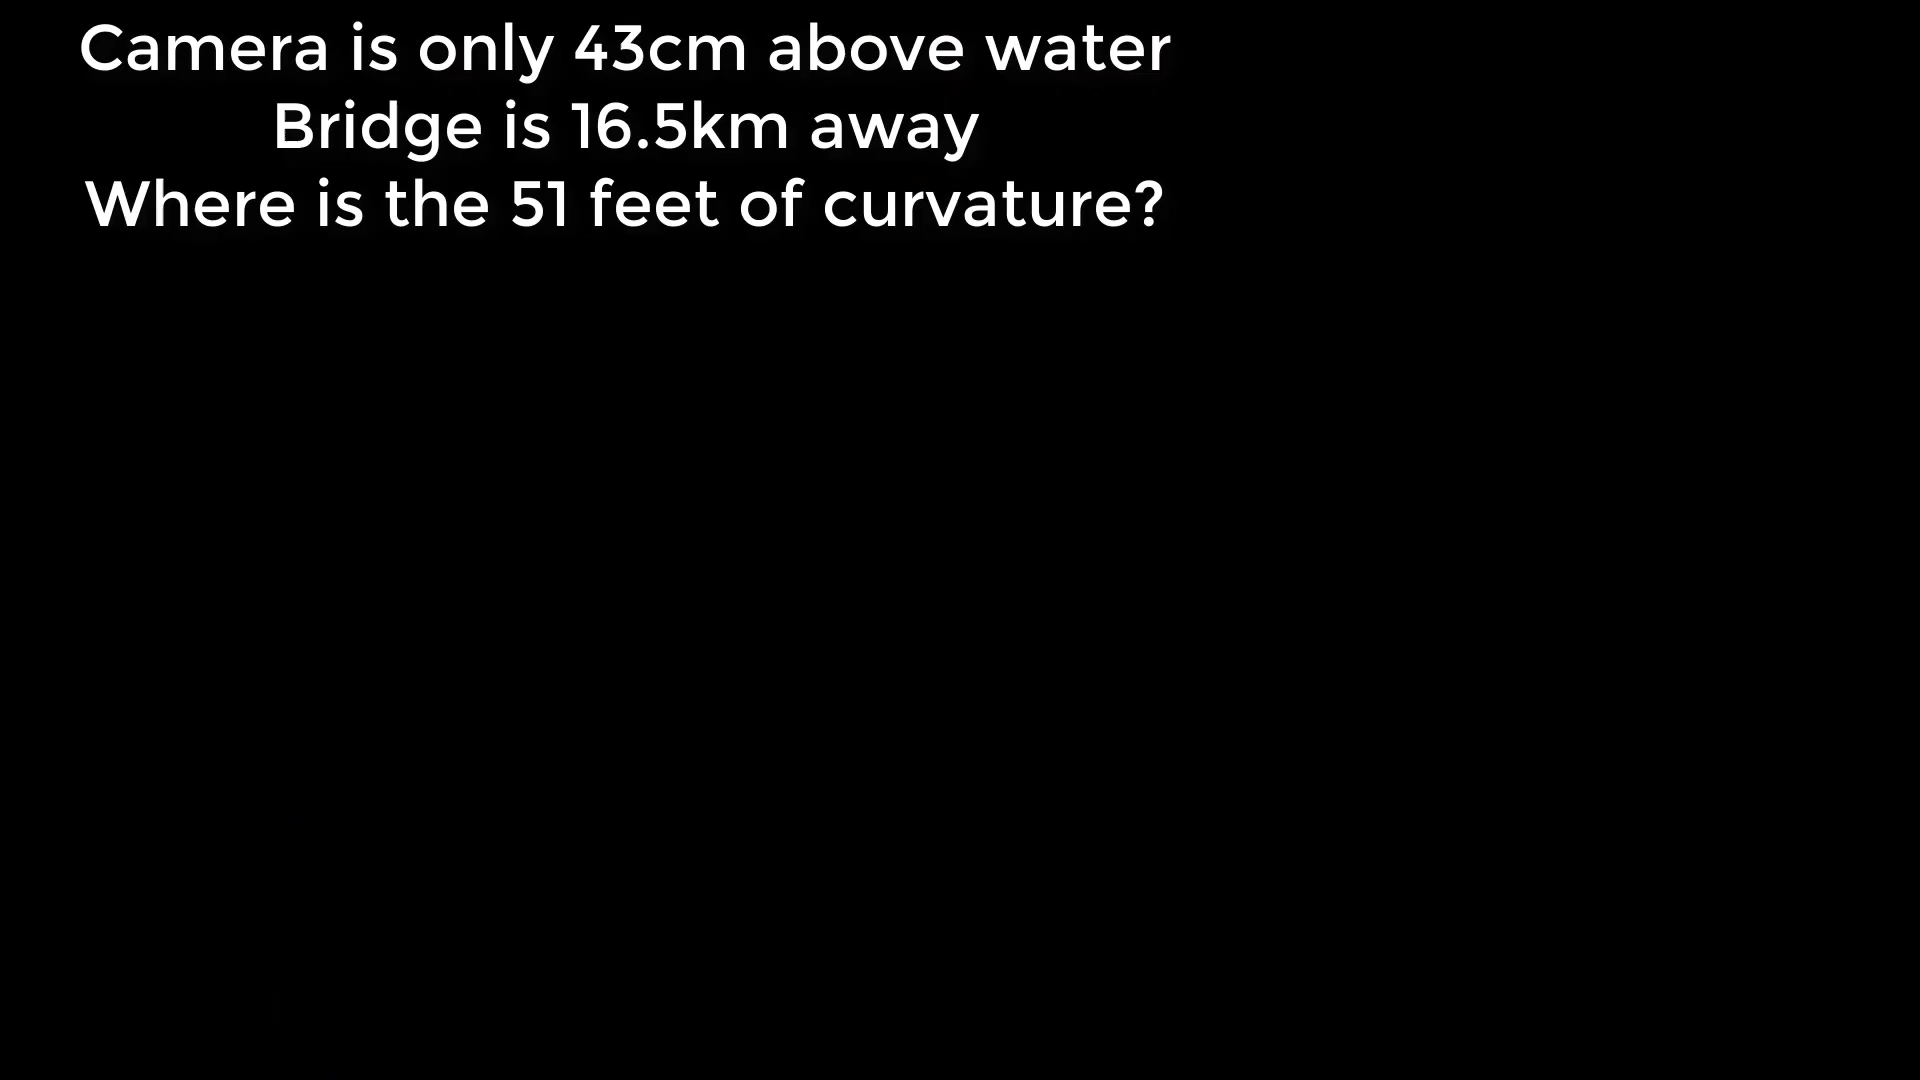 Camera is only 43cm above water
Bridge is 16.5km away
Where is the 51 feet of curvature?